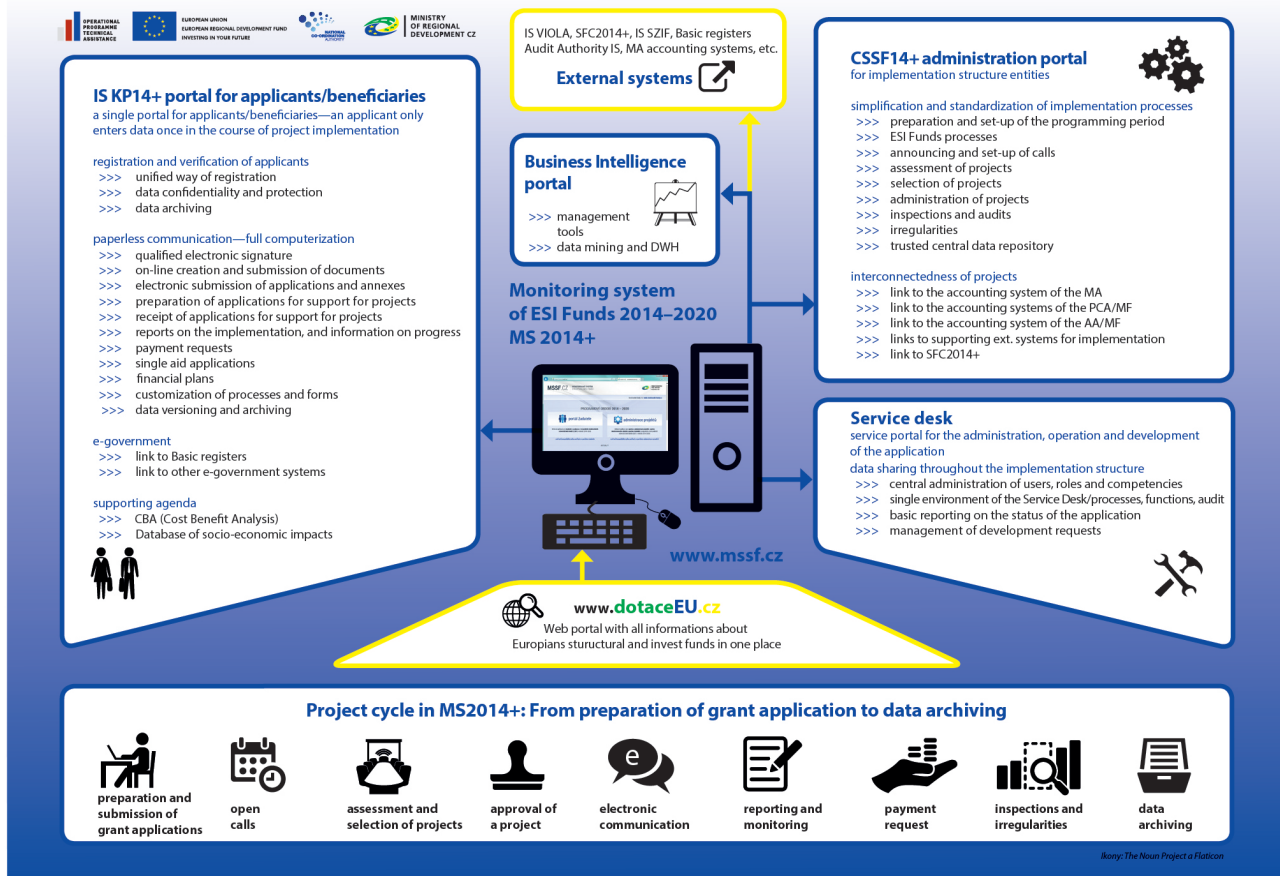 OPERATIONAL
PROGRAMME
TECHNICAL
ASSISTANCE
EUROPEAN UNION
EUROPEAN REGIONAL DEVELOPMENT FUND
INVESTING IN YOUR FUTURE
NATIONAL
CO-ORDINATION
AUTHORITY
MINISTRY
OF REGIONAL
DEVELOPMENT CZ
IS KP14+ portal for applicants/beneficiaries
a single portal for applicants/beneficiaries—an applicant only
enters data once in the course of project implementation
registration and verification of applicants
>>> unified way of registration
>>> data confidentiality and protection
>>> data archiving
paperless communication—full computerization
>>> qualified electronic signature
>>> on-line creation and submission of documents
>>> electronic submission of applications and annexes
>>> preparation of applications for support for projects
>>> receipt of applications for support for projects
>>> reports on the implementation, and information on progress
>>> payment requests
>>> single aid applications
>>> financial plans
>>> customization of processes and forms
>>> data versioning and archiving
e-government
>>> link to Basic registers
>>> link to other e-government systems
supporting agenda
>>> CBA (Cost Benefit Analysis)
>>> Database of socio-economic impacts
IS VIOLA, SFC2014+, IS SZIF, Basic registers
Audit Authority IS, MA accounting systems, etc.
External systems
Business Intelligence
portal
>>> management
tools
>>> data mining and DWH
Monitoring system
of ESI Funds 2014–2020
MS 2014+
MSSF.CZ
www.mssf.cz
www.dotaceEU.cz
Web portal with all informations about
Europians stuructural and invest funds in one place
CSSF14+ administration portal
for implementation structure entities
simplification and standardization of implementation processes
>>> preparation and set-up of the programming period
>>> ESI Funds processes
>>> announcing and set-up of calls
>>> assessment of projects
>>> selection of projects
>>> administration of projects
>>> inspections and audits
>>> irregularities
>>> trusted central data repository
interconnectedness of projects
>>> link to the accounting system of the MA
>>> link to the accounting systems of the PCA/MF
>>> link to the accounting system of the AA/MF
>>> links to supporting ext. systems for implementation
>>> link to SFC2014+
Service desk
service portal for the administration, operation and development
of the application
data sharing throughout the implementation structure
>>> central administration of users, roles and competencies
>>> single environment of the Service Desk/processes, functions, audit
>>> basic reporting on the status of the application
>>> management of development requests
Project cycle in MS2014+: From preparation of grant application to data archiving
preparation and
submission of
grant applications
open
calls
assessment and
selection of projects
approval of
a project
e
electronic
communication
reporting and
monitoring
payment
request
inspections and
irregularities
data
archiving
Ikony: The Noun Project a Flaticon